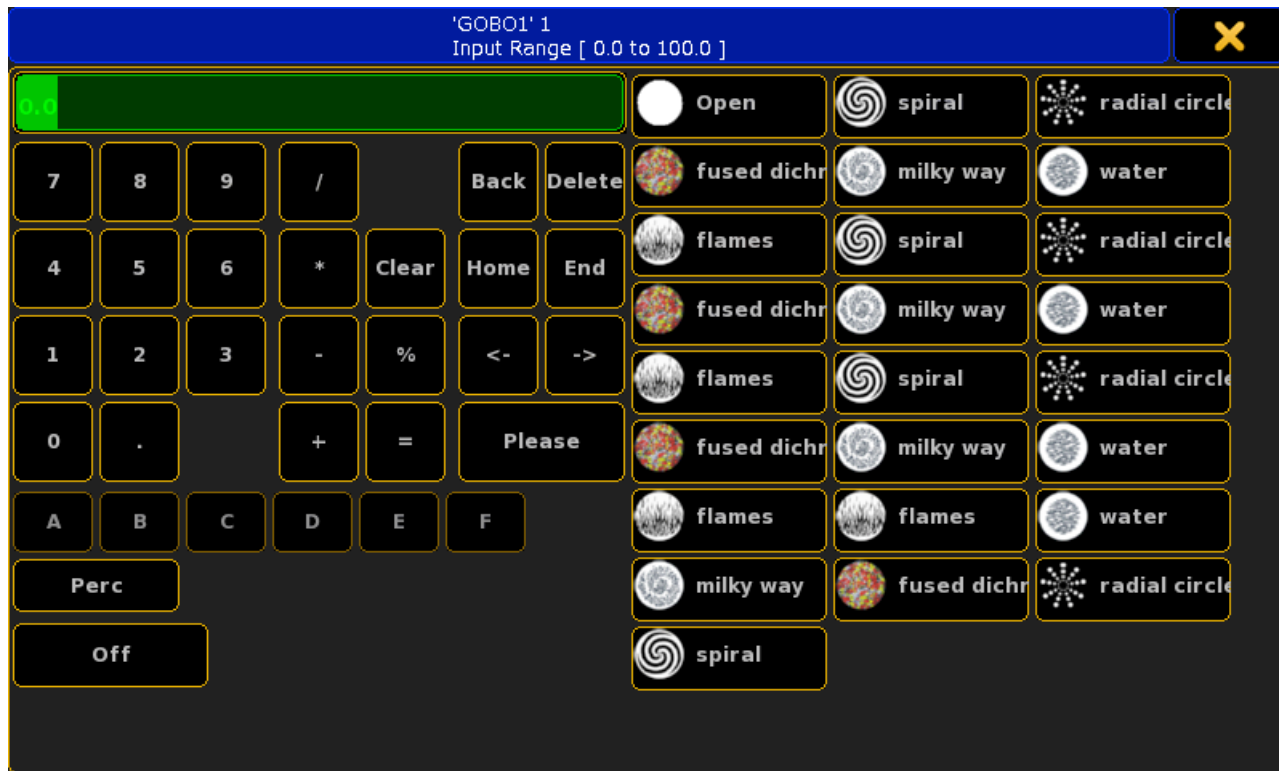 'GOBO1' 1
Input Range [ 0.0 to 100.0 ]
0.0
7 8 9 / Back Delete
4 5 6 * Clear Home End
1 2 3 - % <- ->
0 . + = Please
A B C D E F
Perc
Off
Open spiral radial circle
fused dichr milky way water
flames spiral radial circle
fused dichr milky way water
flames spiral radial circle
fused dichr milky way water
flames flames water
milky way fused dichr radial circle
spiral